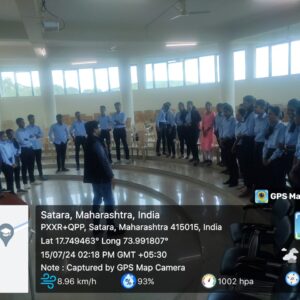 GPS Map
Satara, Maharashtra, India
PXXR+QPP, Satara, Maharashtra 415015, India
Lat 17.749463° Long 73.991807°
15/07/24 02:18 PM GMT +05:30
Note : Captured by GPS Map Camera
8.96 km/h 93% 1002 hpa